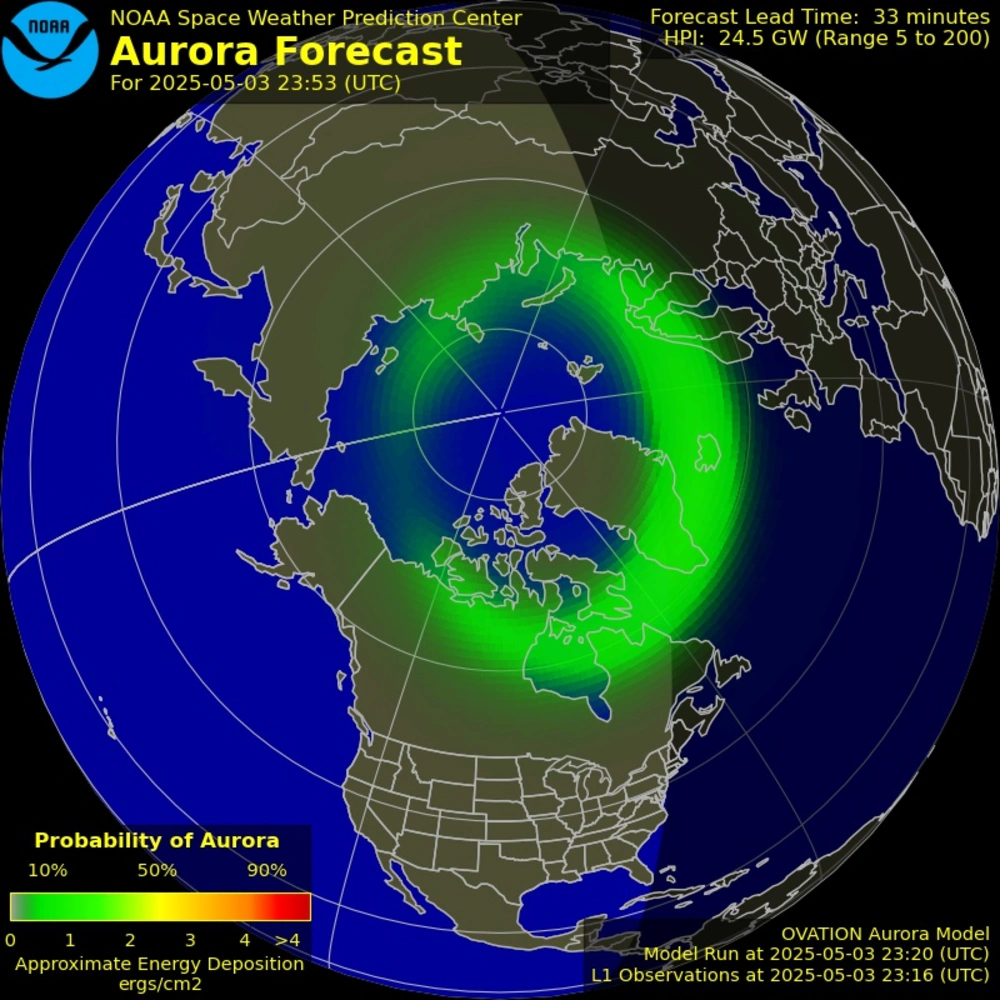 NOAA
NOAA Space Weather Prediction Center
Aurora Forecast
For 2025-05-03 23:53 (UTC)
Forecast Lead Time: 33 minutes
HPI: 24.5 GW (Range 5 to 200)
Probability of Aurora
10% 50% 90%
0 1 2 3 4 >4
Approximate Energy Deposition
ergs/cm2
OVATION Aurora Model
Model Run at 2025-05-03 23:20 (UTC)
L1 Observations at 2025-05-03 23:16 (UTC)